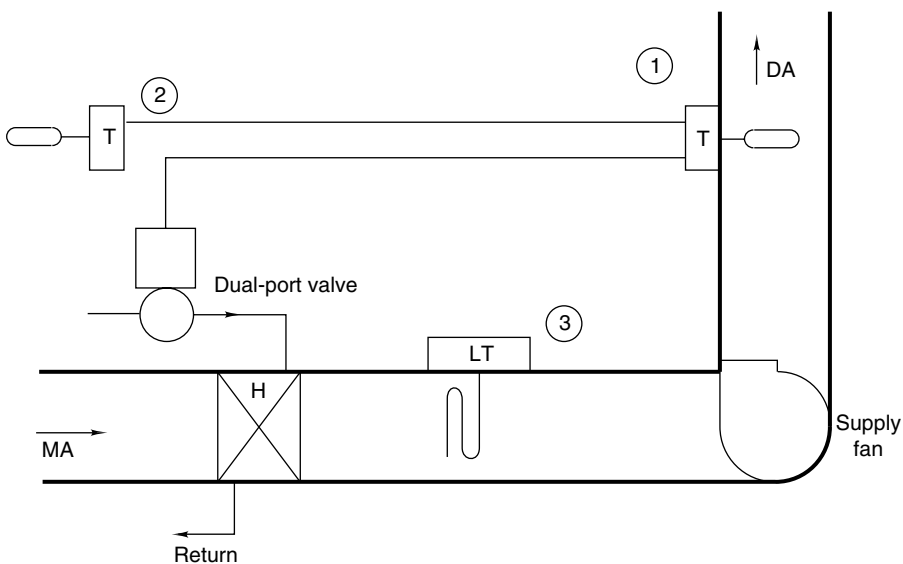 1
DA
2
T
T
Dual-port valve
3
LT
H
MA
Supply
fan
Return